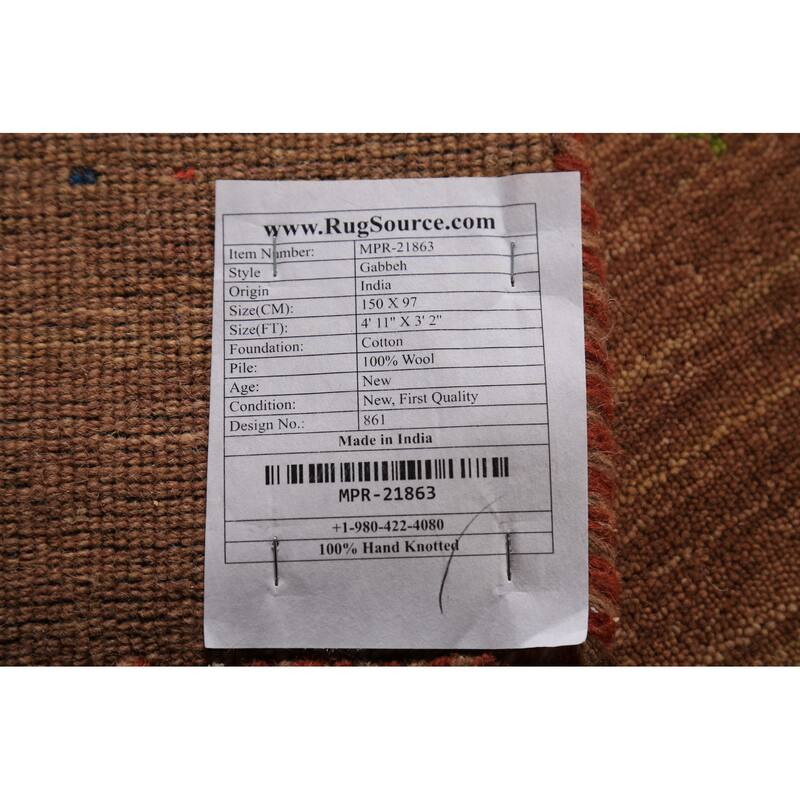 www.RugSource.com
Item Number: MPR-21863
Style Gabbeh
Origin India
Size(CM): 150 X 97
Size(FT): 4' 11" X 3' 2"
Foundation: Cotton
Pile: 100% Wool
Age: New
Condition: New, First Quality
Design No.: 861
Made in India
MPR-21863
+1-980-422-4080
100% Hand Knotted